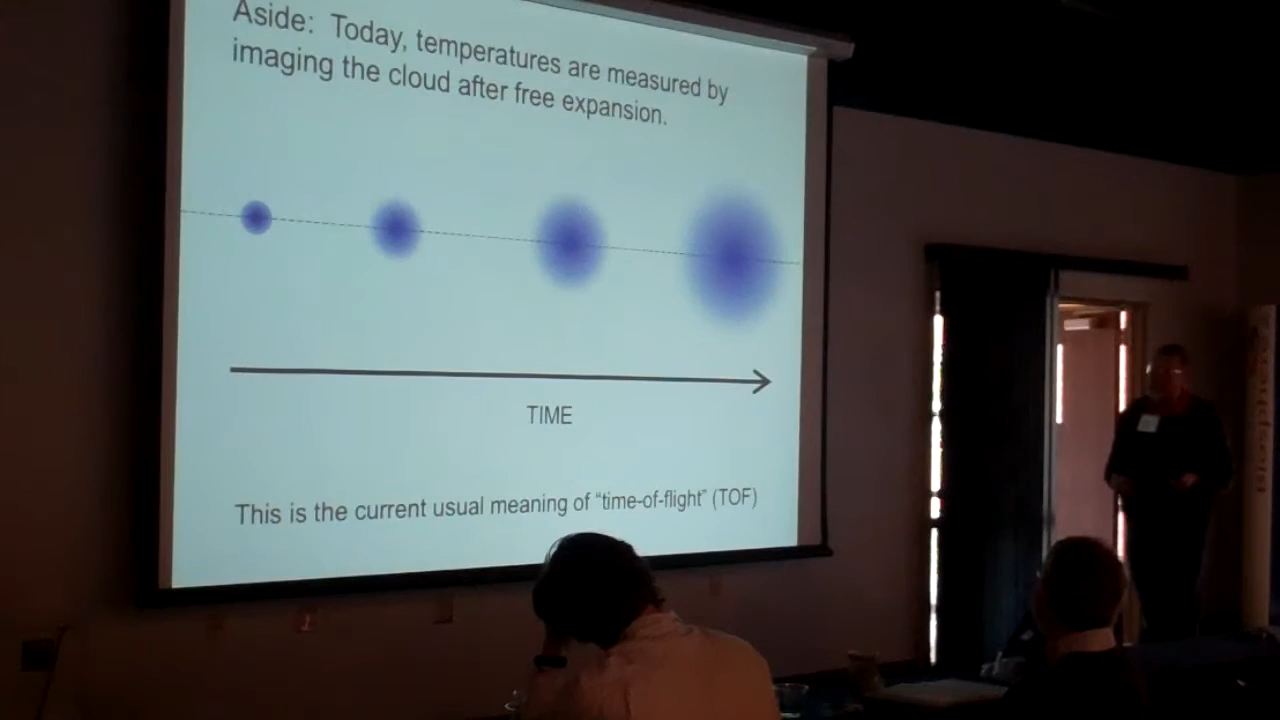 Aside: Today, temperatures are measured by
imaging the cloud after free expansion.
TIME
This is the current usual meaning of “time-of-flight” (TOF)